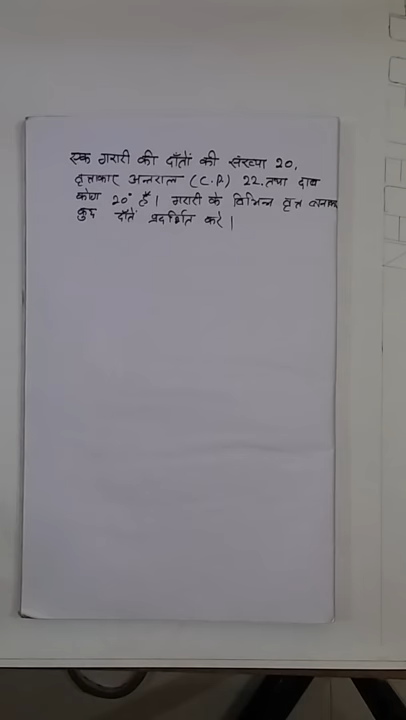 एक गरारी की दाँतों की संख्या 20,
वृत्ताकार अन्तराल (C.P.) 22. तथा दाब
कोण 20° हैं। गरारी के विभिन्न वृत्त बनाकर
कुछ दाँतें प्रदर्शित करें।